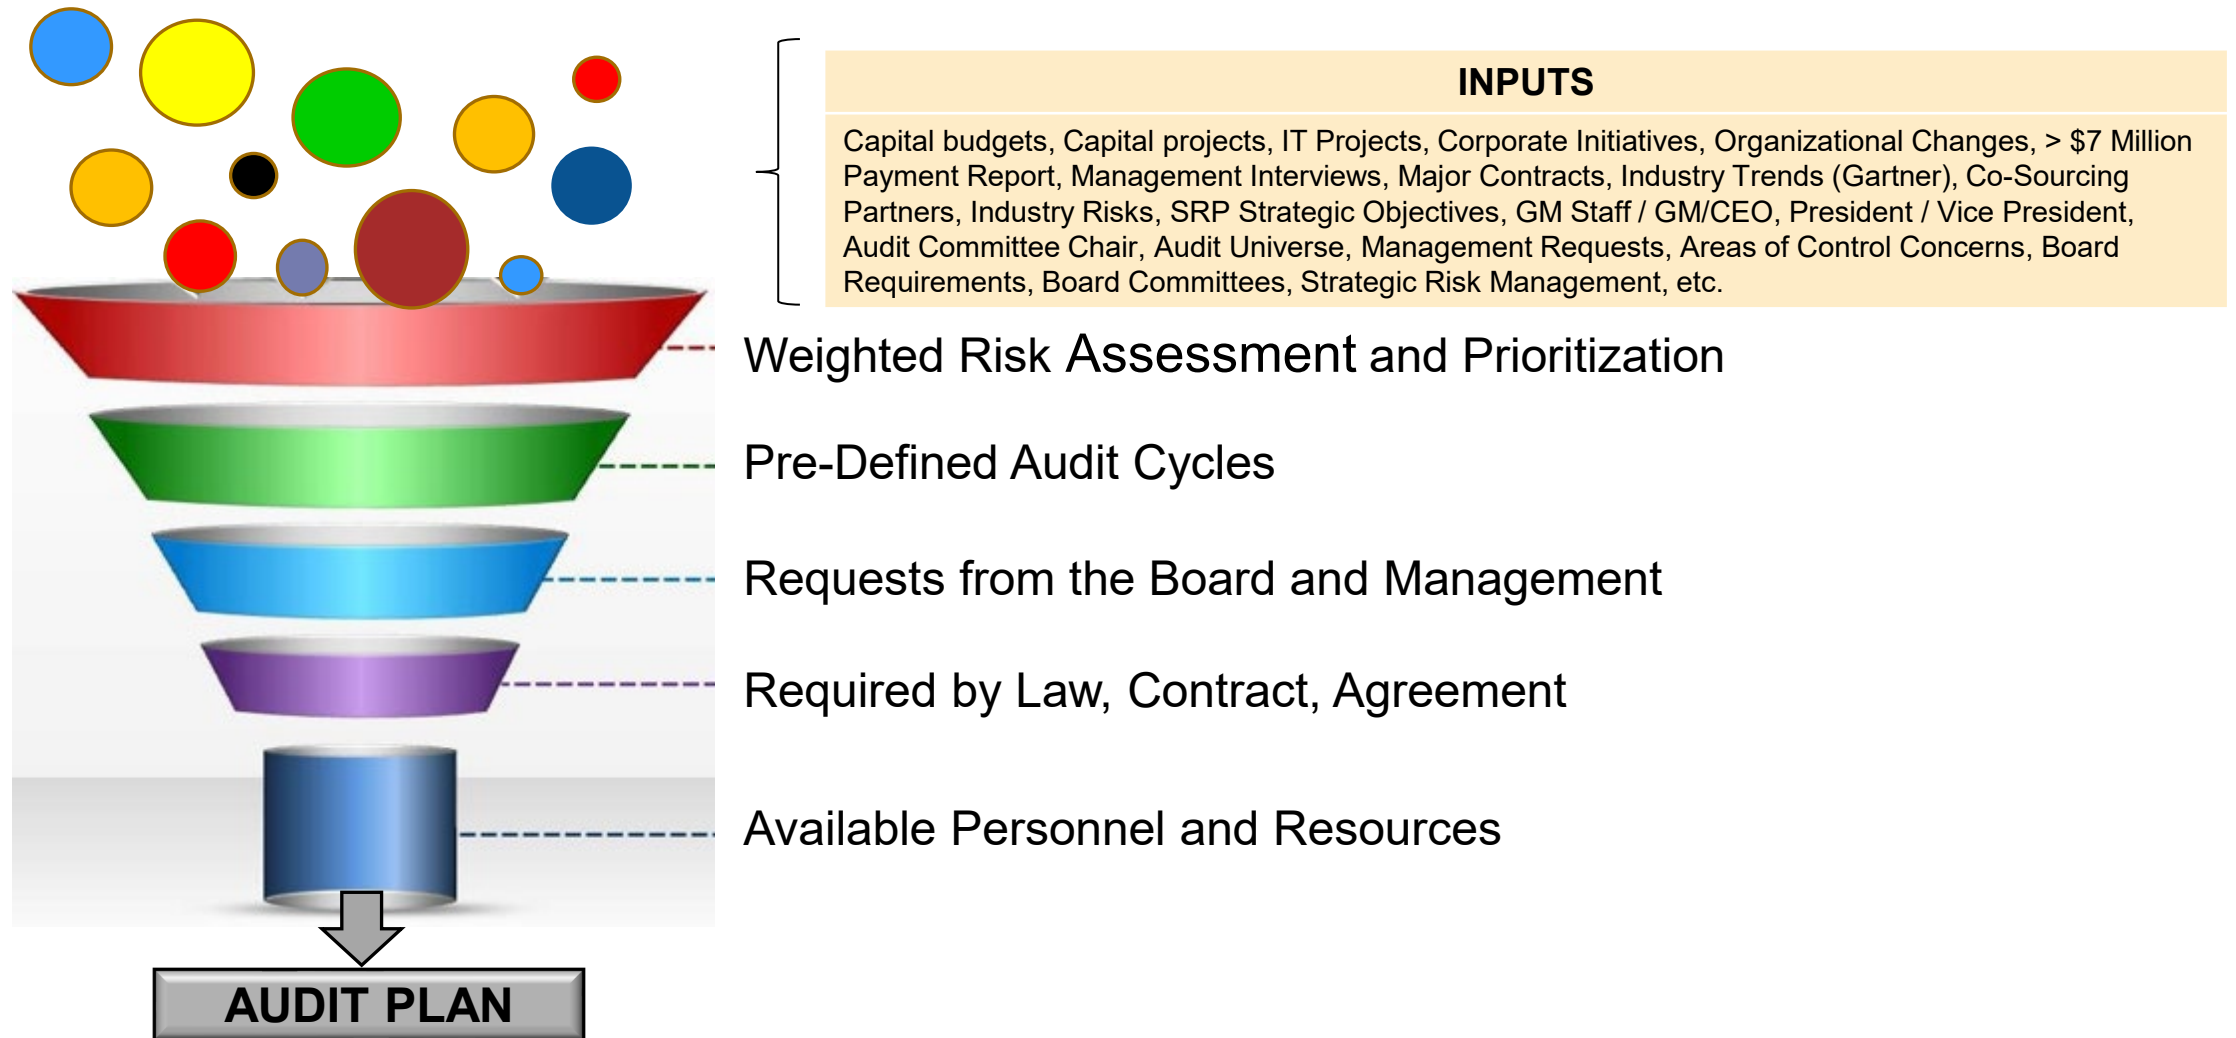 INPUTS
Capital budgets, Capital projects, IT Projects, Corporate Initiatives, Organizational Changes, > $7 Million
Payment Report, Management Interviews, Major Contracts, Industry Trends (Gartner), Co-Sourcing
Partners, Industry Risks, SRP Strategic Objectives, GM Staff / GM/CEO, President / Vice President,
Audit Committee Chair, Audit Universe, Management Requests, Areas of Control Concerns, Board
Requirements, Board Committees, Strategic Risk Management, etc.
Weighted Risk Assessment and Prioritization
Pre-Defined Audit Cycles
Requests from the Board and Management
Required by Law, Contract, Agreement
Available Personnel and Resources
AUDIT PLAN